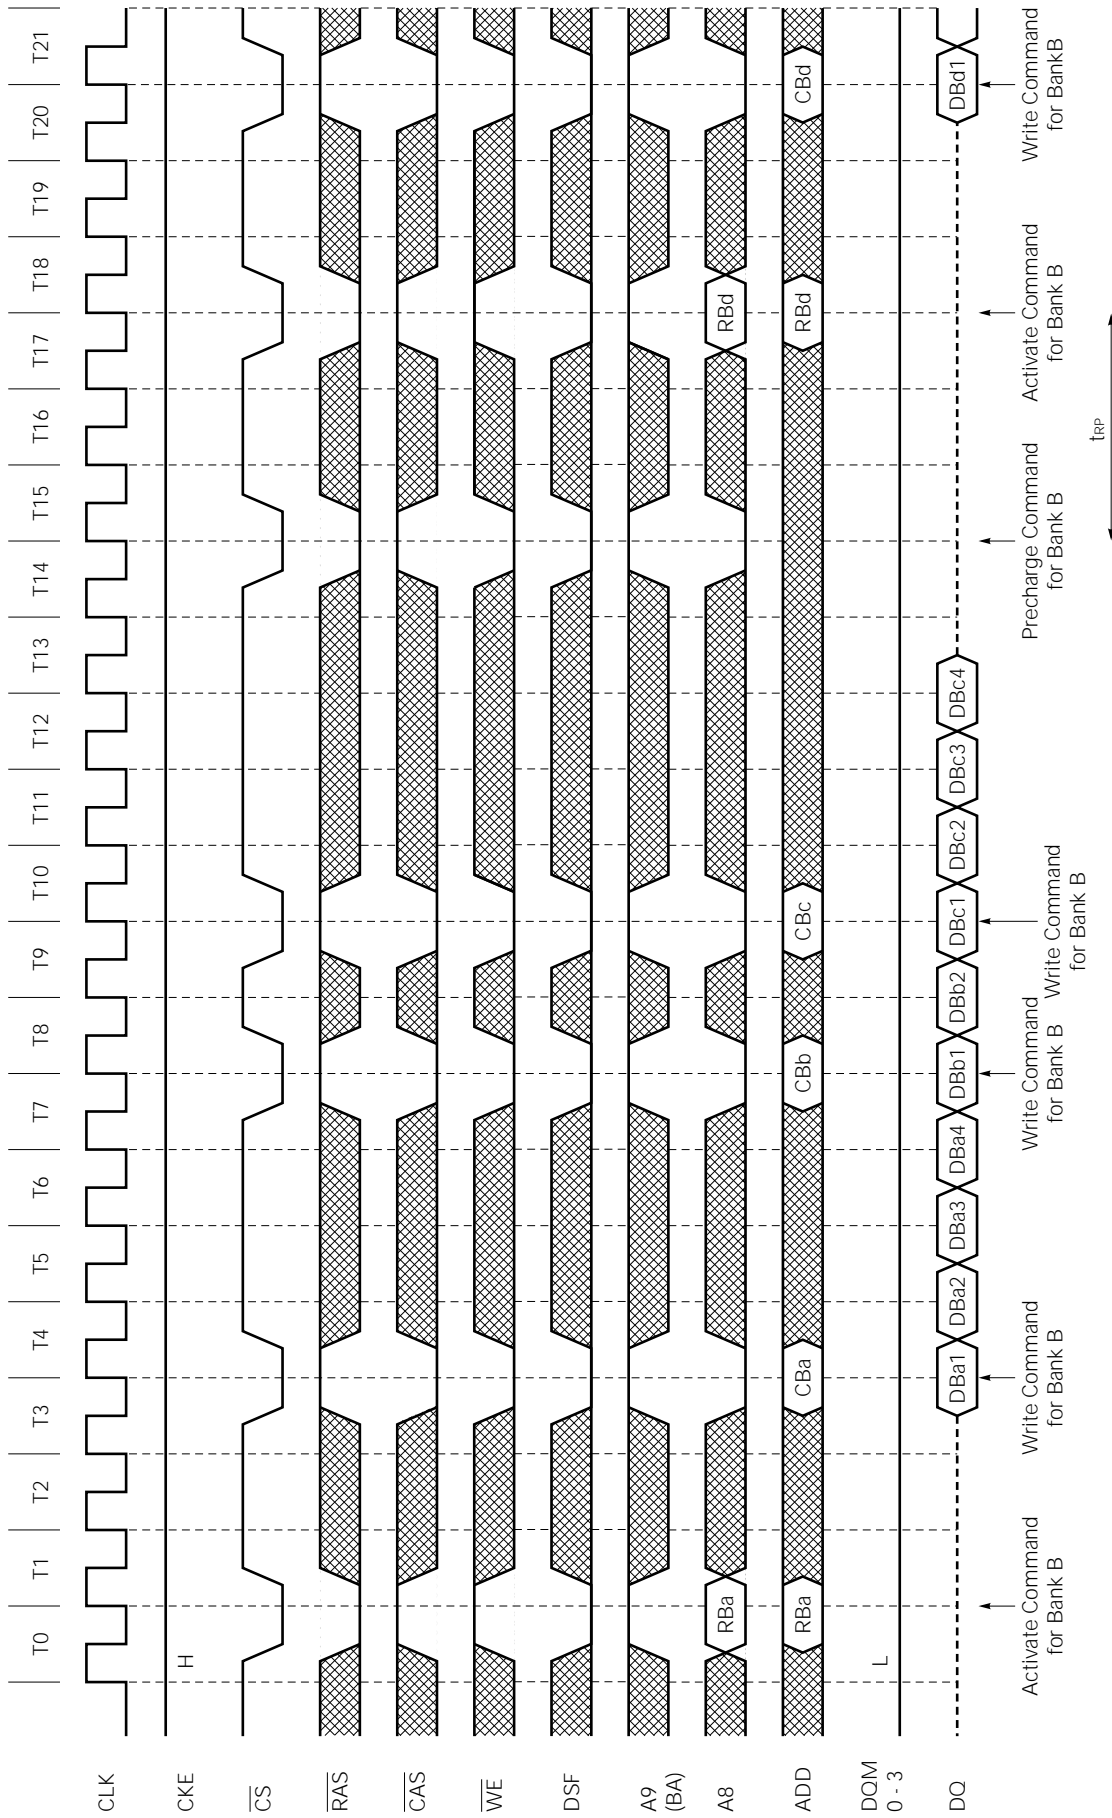 T0 T1 T2 T3 T4 T5 T6 T7 T8 T9 T10 T11 T12 T13 T14 T15 T16 T17 T18 T19 T20 T21
CLK
CKE H
CS
RAS
CAS
WE
DSF
A9
(BA)
A8 RBa RBd
ADD RBa CBa CBb CBc RBd CBd
DQM
0 - 3 L
DQ DBa1 DBa2 DBa3 DBa4 DBb1 DBb2 DBc1 DBc2 DBc3 DBc4 DBd1
Activate Command
for Bank B
Write Command
for Bank B
Write Command
for Bank B
Write Command
for Bank B
Precharge Command
for Bank B
Activate Command
for Bank B
Write Command
for BankB
tRP